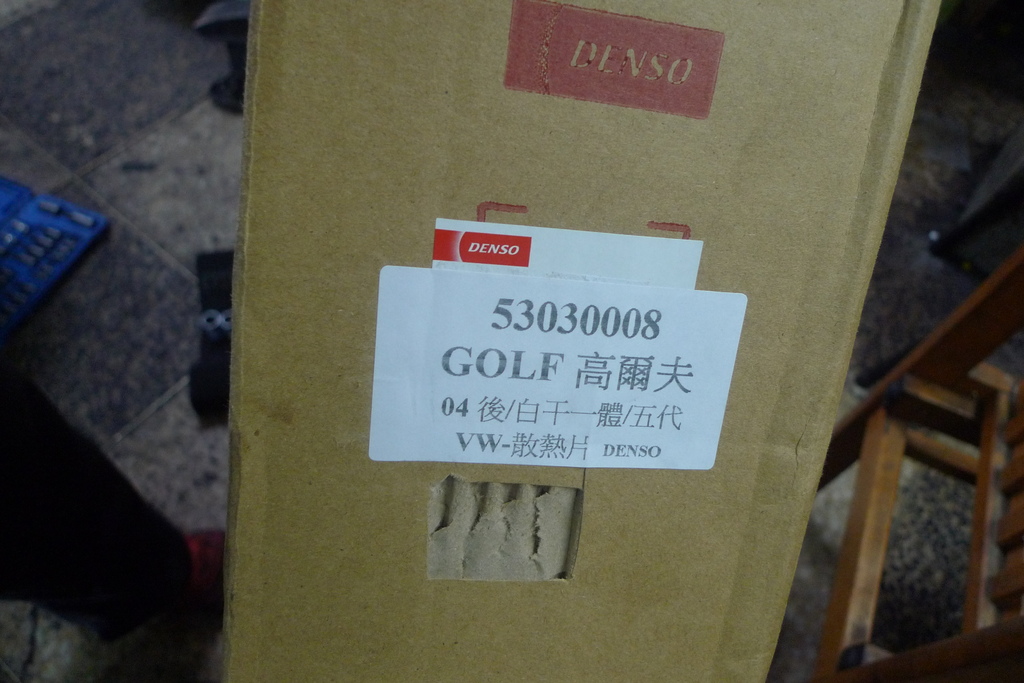 DENSO
DENSO
53030008
GOLF 高爾夫
04 後/白干一體/五代
VW-散熱片 DENSO